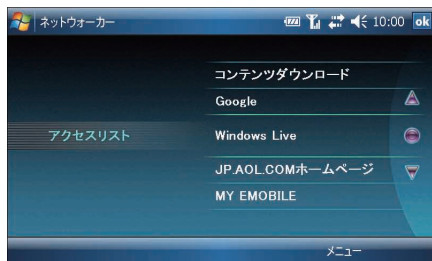 ネットウォーカー 10:00 ok
コンテンツダウンロード
Google
アクセスリスト
Windows Live
JP.AOL.COMホームページ
MY EMOBILE
メニュー